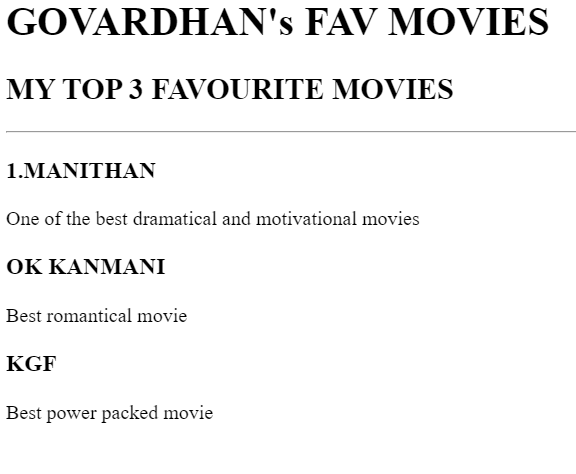 GOVARDHAN's FAV MOVIES
MY TOP 3 FAVOURITE MOVIES
1.MANITHAN
One of the best dramatical and motivational movies
OK KANMANI
Best romantical movie
KGF
Best power packed movie